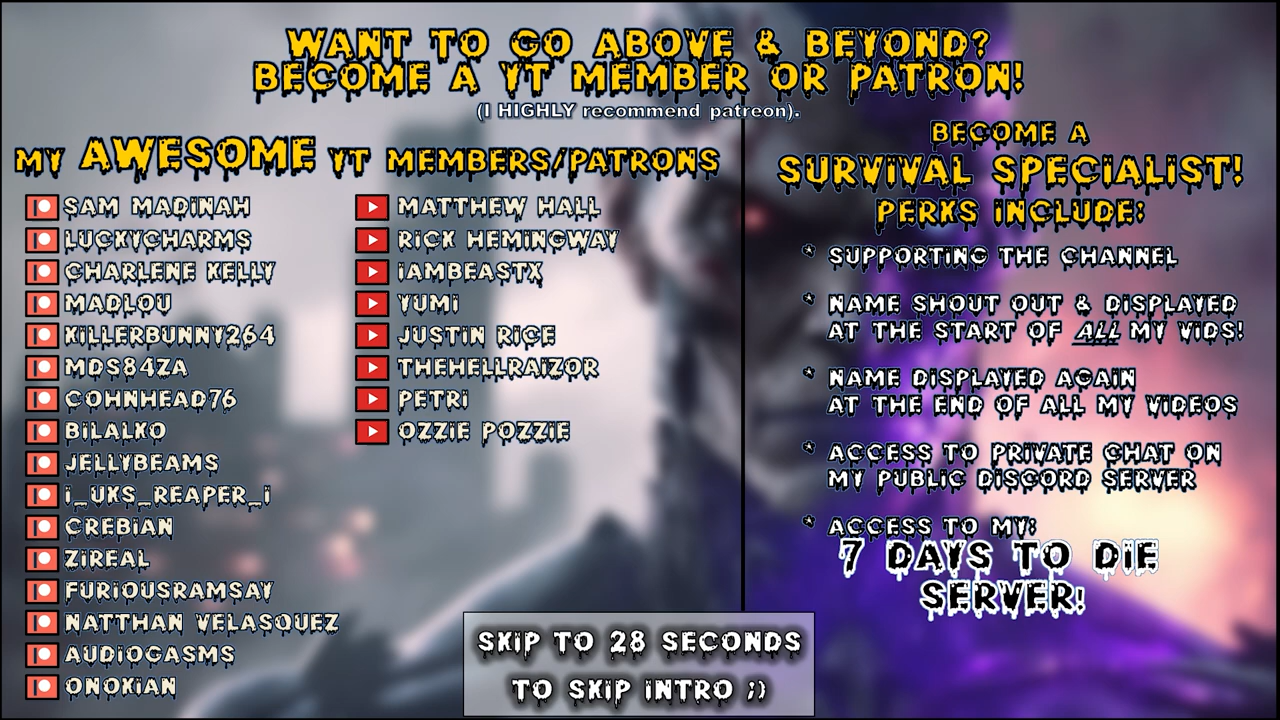 WANT TO GO ABOVE & BEYOND?
BECOME A YT MEMBER OR PATRON!
(I HIGHLY recommend patreon).
MY AWESOME YT MEMBERS/PATRONS
SAM MADINAH
LUCKYCHARMS
CHARLENE KELLY
MADLOU
KILLERBUNNY264
MDS84ZA
COHNHEAD76
BILALKO
JELLYBEAMS
I_UKS_REAPER_I
CREBIAN
ZIREAL
FURIOUSRAMSAY
NATTHAN VELASQUEZ
AUDIOGASMS
ONOKIAN
MATTHEW HALL
RICK HEMINGWAY
IAMBEASTX
YUMI
JUSTIN RICE
THEHELLRAIZOR
PETRI
OZZIE POZZIE
BECOME A
SURVIVAL SPECIALIST!
PERKS INCLUDE:
* SUPPORTING THE CHANNEL
* NAME SHOUT OUT & DISPLAYED
AT THE START OF ALL MY VIDS!
* NAME DISPLAYED AGAIN
AT THE END OF ALL MY VIDEOS
* ACCESS TO PRIVATE CHAT ON
MY PUBLIC DISCORD SERVER
* ACCESS TO MY:
7 DAYS TO DIE
SERVER!
SKIP TO 28 SECONDS
TO SKIP INTRO ;)